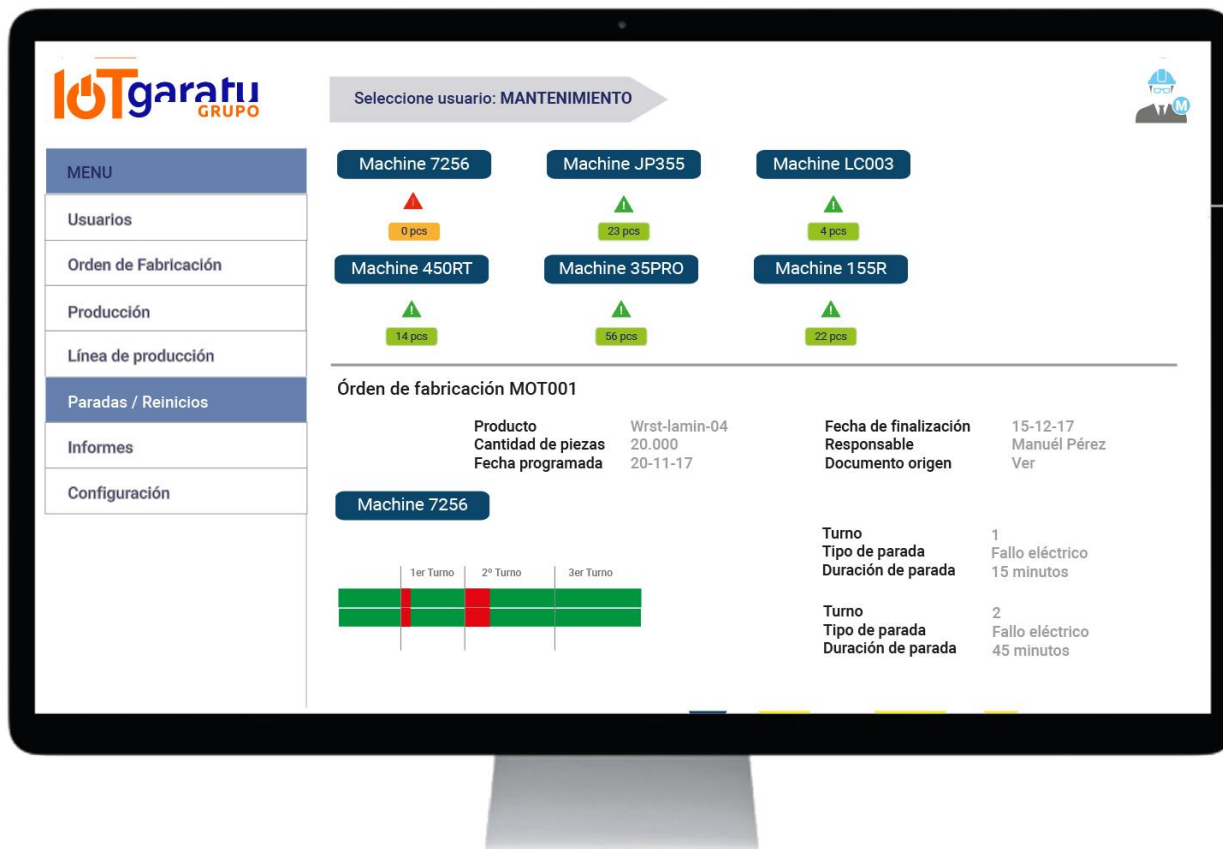 IoTgaratu
GRUPO
Seleccione usuario: MANTENIMIENTO
M
MENU
Usuarios
Orden de Fabricación
Producción
Línea de producción
Paradas / Reinicios
Informes
Configuración
Machine 7256
Machine JP355
Machine LC003
0 pcs
23 pcs
4 pcs
Machine 450RT
Machine 35PRO
Machine 155R
14 pcs
56 pcs
22 pcs
Órden de fabricación MOT001
Producto Wrst-lamin-04
Cantidad de piezas 20.000
Fecha programada 20-11-17
Fecha de finalización 15-12-17
Responsable Manuél Pérez
Documento origen Ver
Machine 7256
1er Turno
2º Turno
3er Turno
Turno 1
Tipo de parada Fallo eléctrico
Duración de parada 15 minutos
Turno 2
Tipo de parada Fallo eléctrico
Duración de parada 45 minutos